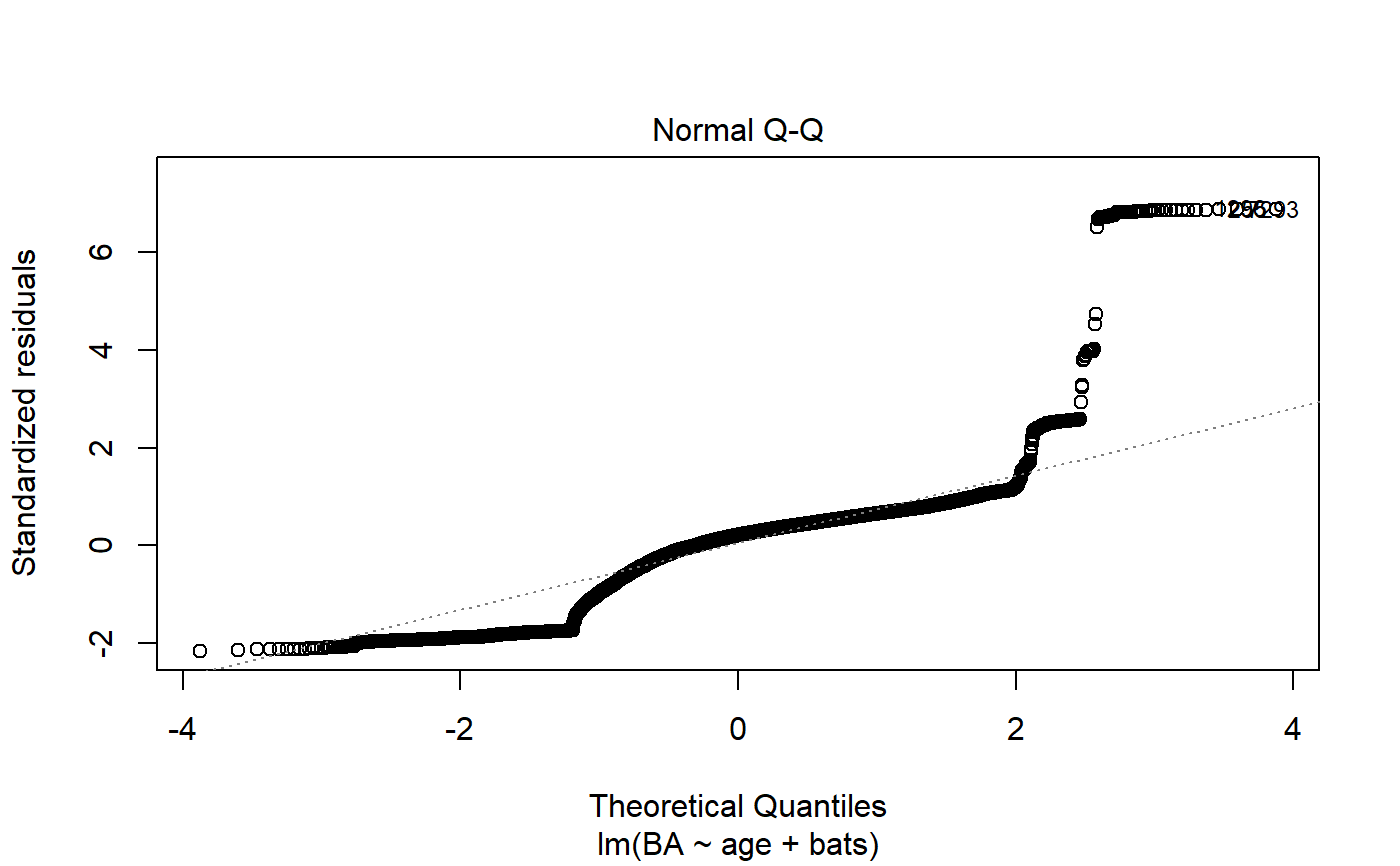 Normal Q-Q
Standardized residuals
6
4
2
0
-2
-4
-2
0
2
4
Theoretical Quantiles
lm(BA ~ age + bats)